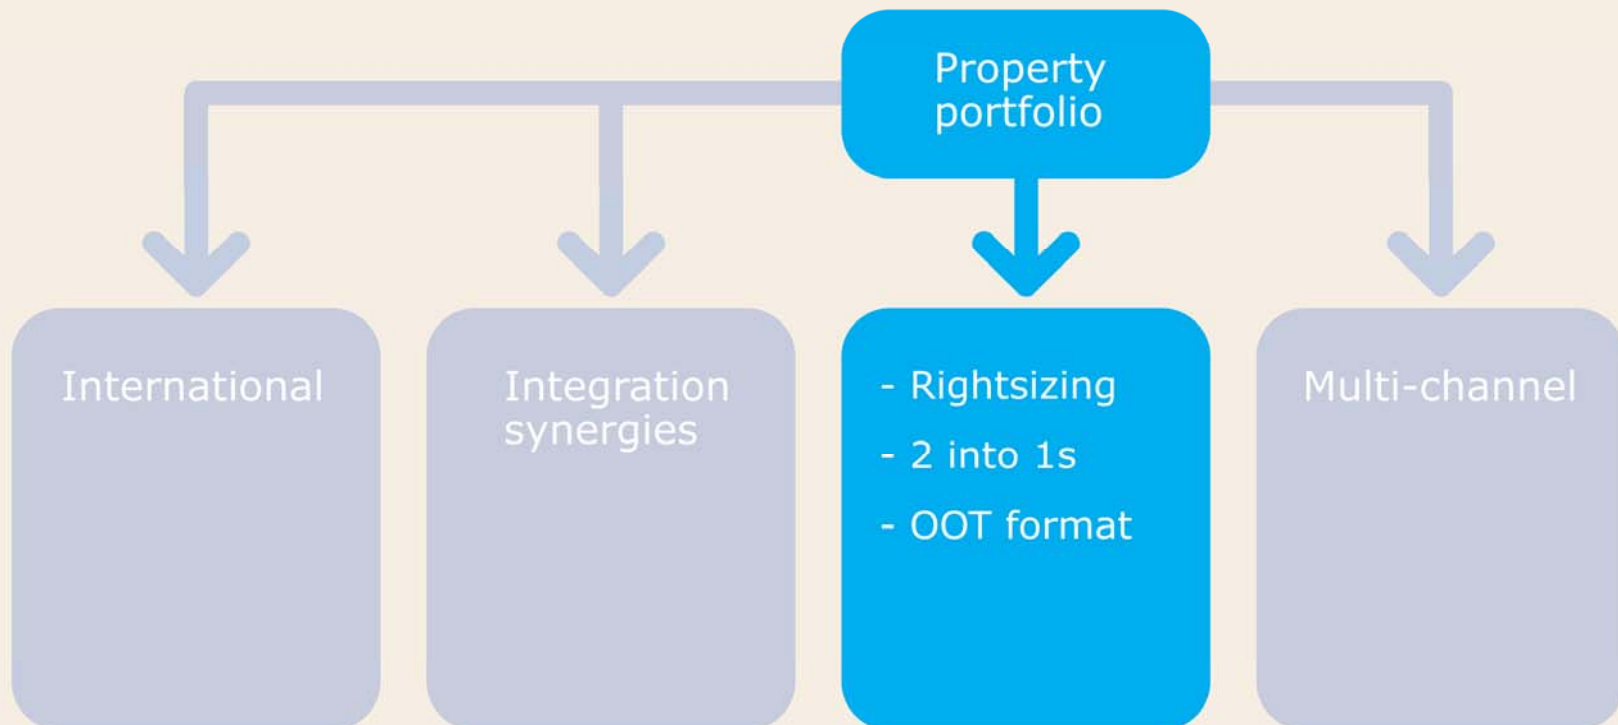 Property
portfolio
International
Integration
synergies
- Rightsizing
- 2 into 1s
- OOT format
Multi-channel